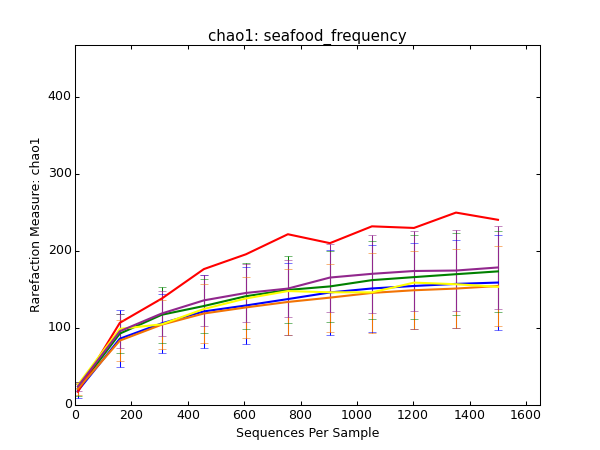 chao1: seafood_frequency
400
300
200
100
0
Rarefaction Measure: chao1
0 200 400 600 800 1000 1200 1400 1600
Sequences Per Sample